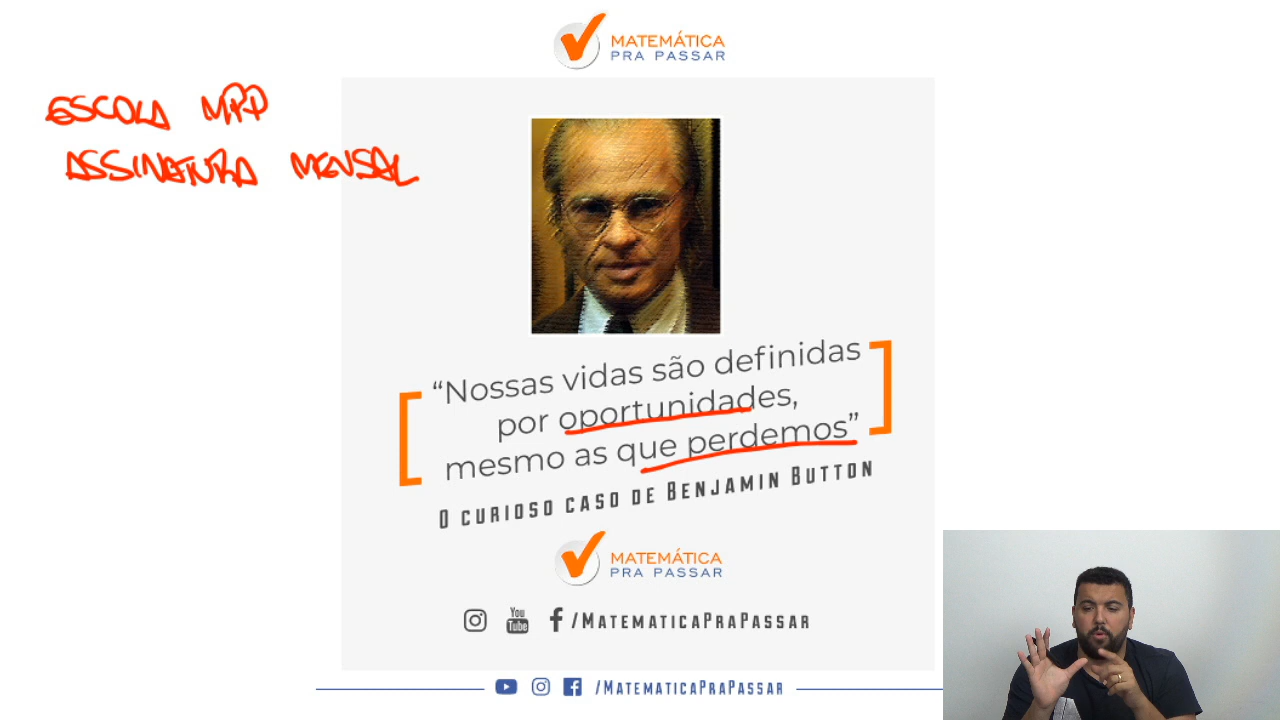 MATEMÁTICA
PRA PASSAR
ESCOLA MPP
ASSINATURA MENSAL
“Nossas vidas são definidas
por oportunidades,
mesmo as que perdemos”
O CURIOSO CASO DE BENJAMIN BUTTON
MATEMÁTICA
PRA PASSAR
You
Tube
/MATEMATICAPRAPASSAR
/MATEMATICAPRAPASSAR